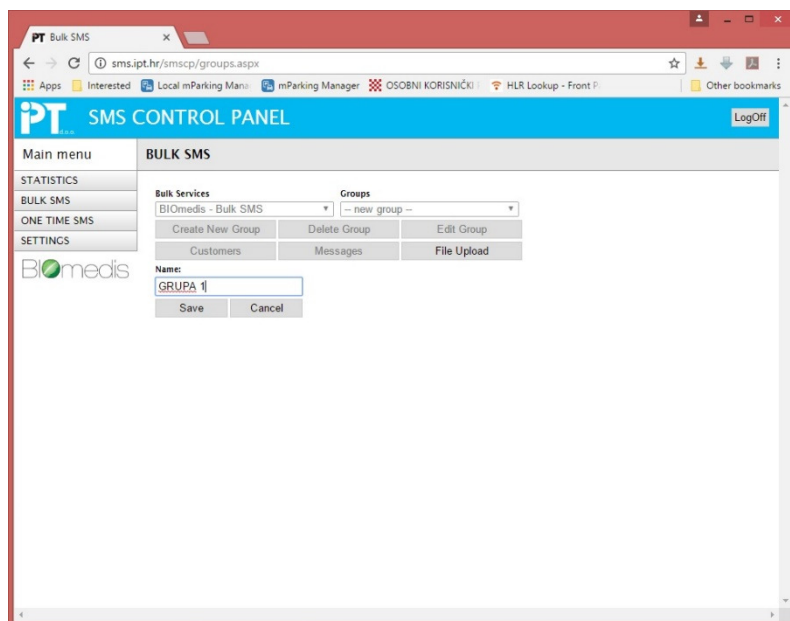 PT Bulk SMS
sms.ipt.hr/smscp/groups.aspx
Apps Interested Local mParking Mana mParking Manager OSOBNI KORISNIČKI HLR Lookup - Front P Other bookmarks
iPT d.o.o. SMS CONTROL PANEL LogOff
Main menu BULK SMS
STATISTICS
BULK SMS
ONE TIME SMS
SETTINGS
BIOmedis
Bulk Services Groups
BIOmedis - Bulk SMS -- new group --
Create New Group Delete Group Edit Group
Customers Messages File Upload
Name:
GRUPA 1
Save Cancel